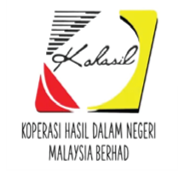 Kohasil
KOPERASI HASIL DALAM NEGERI
MALAYSIA BERHAD